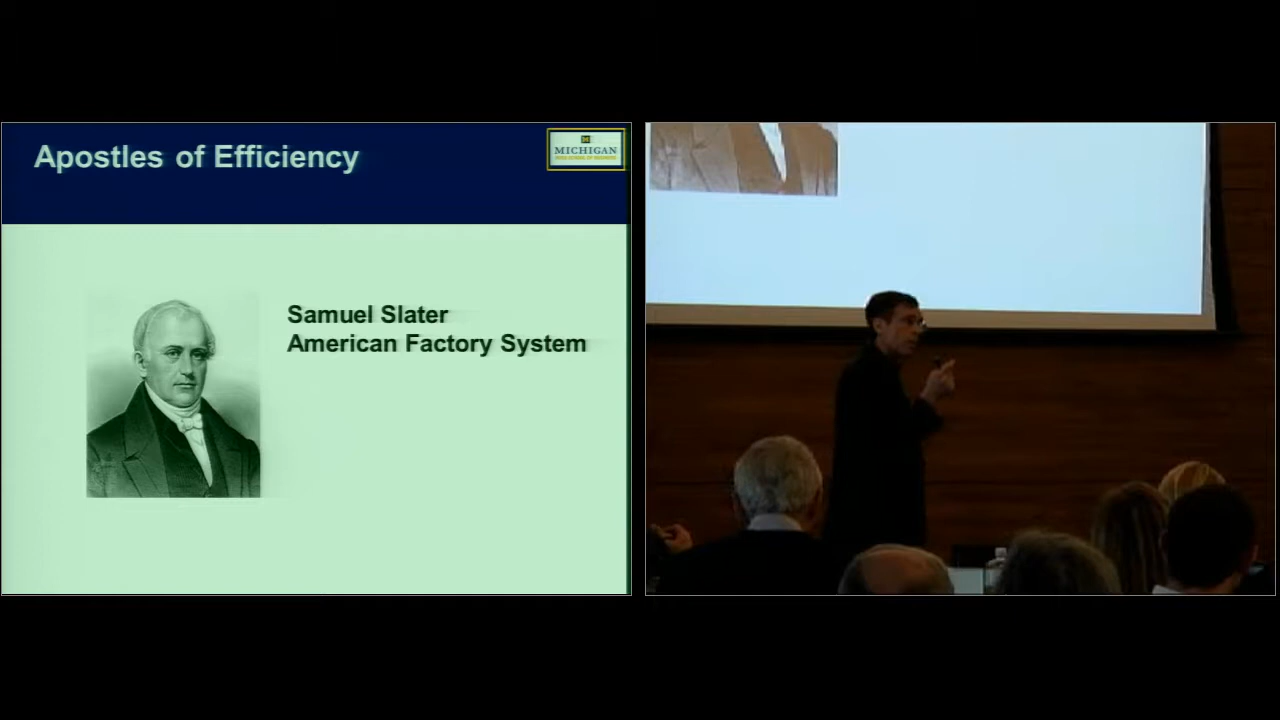 Apostles of Efficiency
MICHIGAN
Samuel Slater
American Factory System